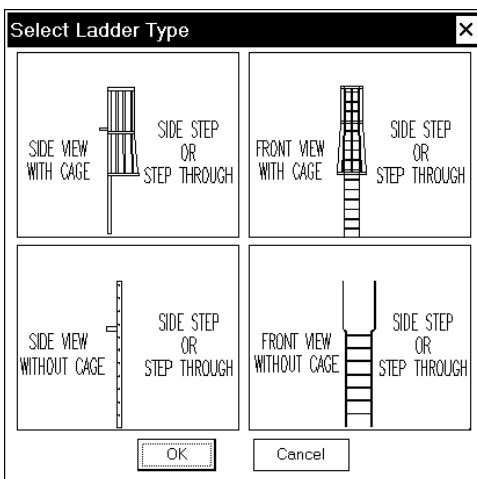 Select Ladder Type
SIDE VIEW
WITH CAGE
SIDE STEP
OR
STEP THROUGH
FRONT VIEW
WITH CAGE
SIDE STEP
OR
STEP THROUGH
SIDE VIEW
WITHOUT CAGE
SIDE STEP
OR
STEP THROUGH
FRONT VIEW
WITHOUT CAGE
SIDE STEP
OR
STEP THROUGH
OK
Cancel